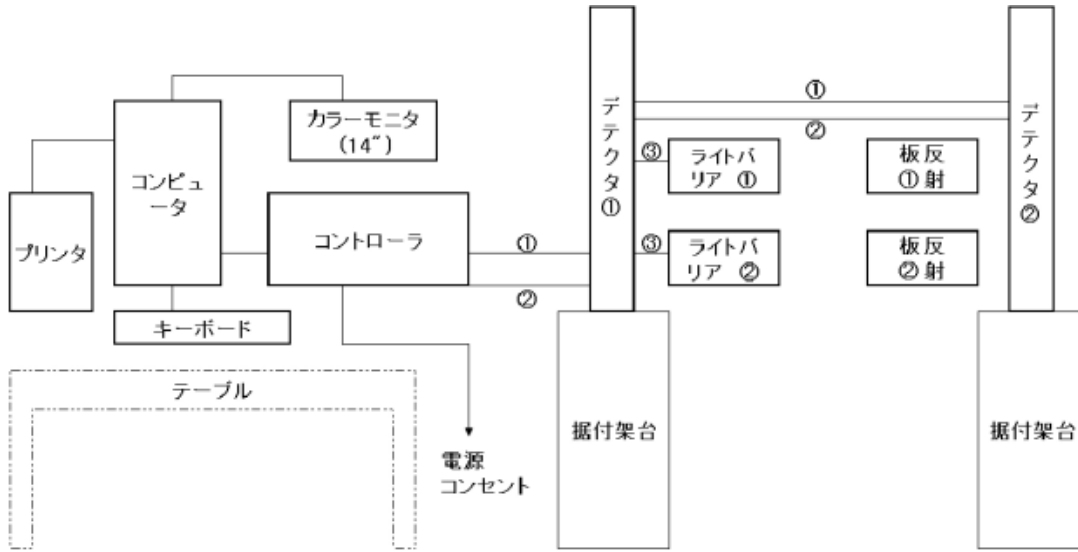 カラーモニタ
(14″)
コンピュ
ータ
プリンタ
コントローラ
キーボード
テーブル
電源
コンセント
①
②
デテクタ①
①
②
③
ライトバ
リア ①
③
ライトバ
リア ②
板反
①射
板反
②射
デテクタ②
据付架台
据付架台